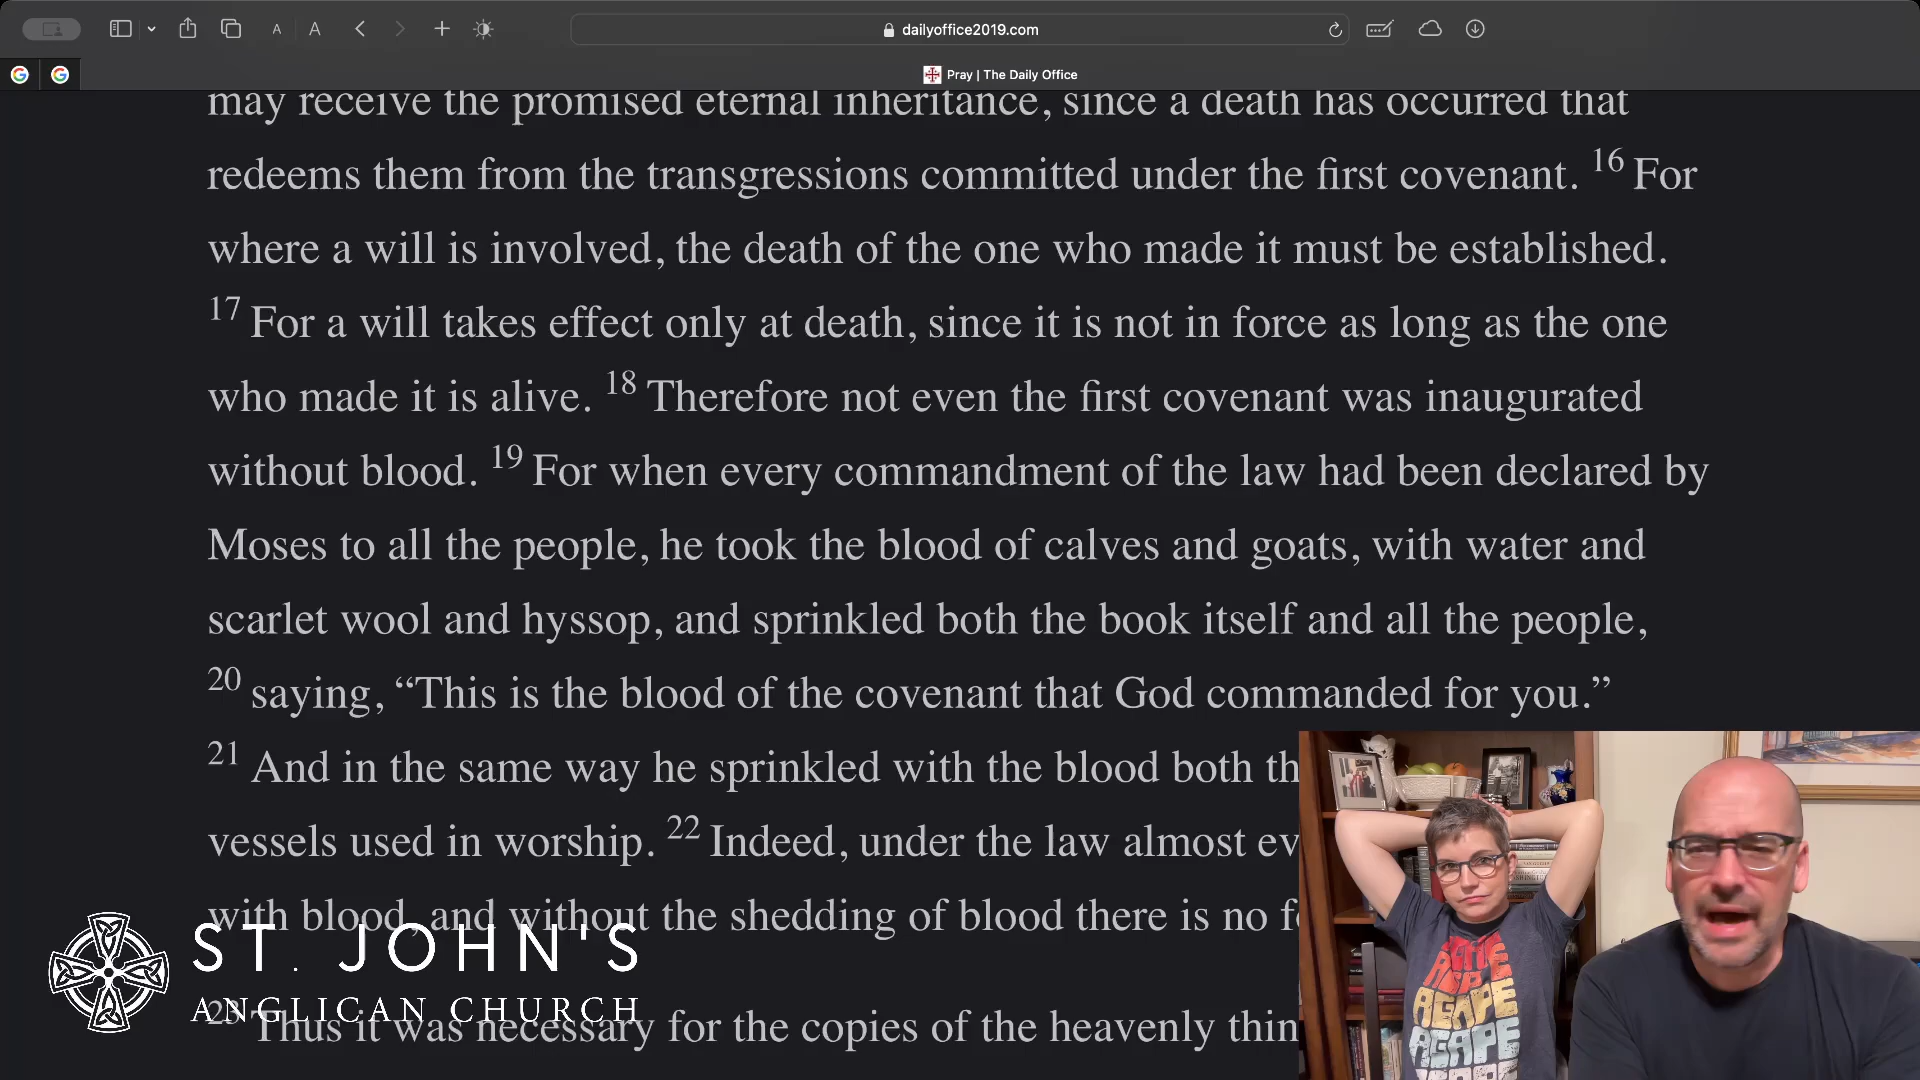 A A
dailyoffice2019.com
Pray | The Daily Office
may receive the promised eternal inheritance, since a death has occurred that
redeems them from the transgressions committed under the first covenant. 16 For
where a will is involved, the death of the one who made it must be established.
17 For a will takes effect only at death, since it is not in force as long as the one
who made it is alive. 18 Therefore not even the first covenant was inaugurated
without blood. 19 For when every commandment of the law had been declared by
Moses to all the people, he took the blood of calves and goats, with water and
scarlet wool and hyssop, and sprinkled both the book itself and all the people,
20 saying, “This is the blood of the covenant that God commanded for you.”
21 And in the same way he sprinkled with the blood both th
vessels used in worship. 22 Indeed, under the law almost ev
with blood, and without the shedding of blood there is no f
23 Thus it was necessary for the copies of the heavenly thin
ST. JOHN'S
ANGLICAN CHURCH
AGAPE
AGAPE
AGAPE